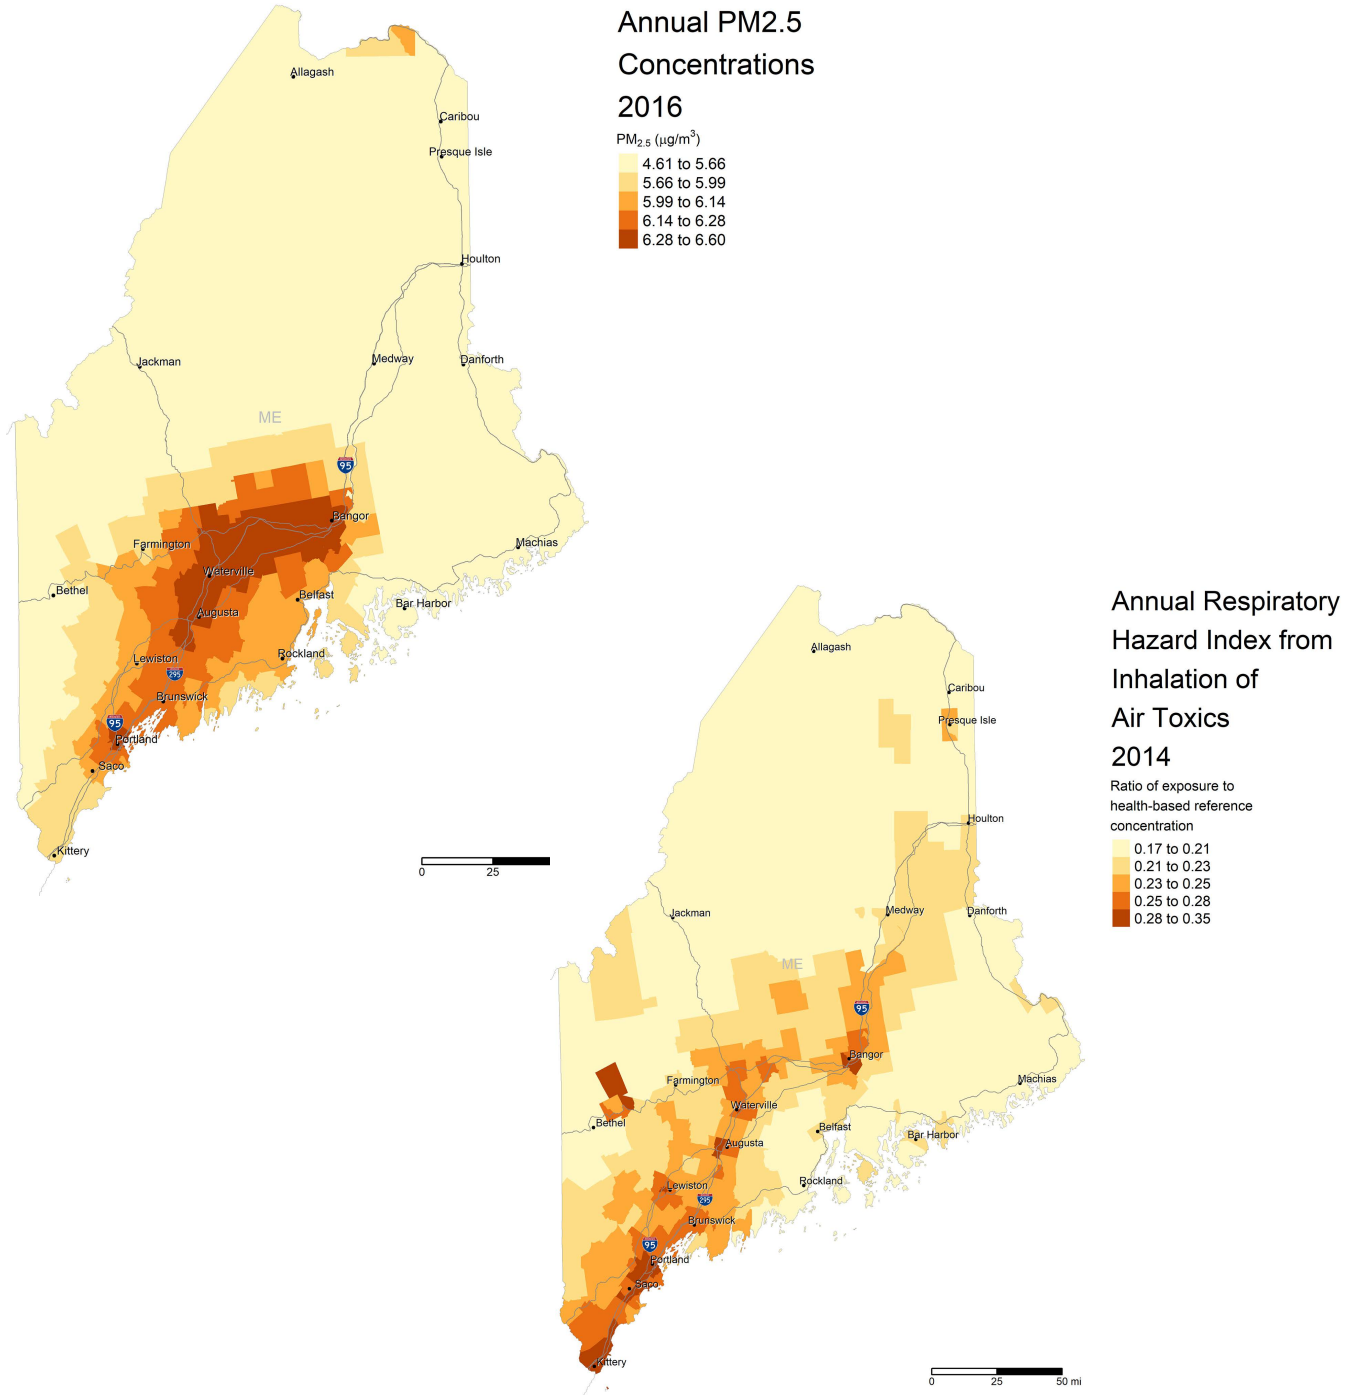 Annual PM2.5
Concentrations
2016
PM2.5 (µg/m3)
4.61 to 5.66
5.66 to 5.99
5.99 to 6.14
6.14 to 6.28
6.28 to 6.60
Allagash
Caribou
Presque Isle
Houlton
Jackman
Medway
Danforth
ME
95
Bangor
Farmington
Machias
Waterville
Bethel
Belfast
Bar Harbor
Augusta
Rockland
Lewiston
295
Brunswick
95
Portland
Saco
Kittery
0 25
Annual Respiratory
Hazard Index from
Inhalation of
Air Toxics
2014
Ratio of exposure to
health-based reference
concentration
0.17 to 0.21
0.21 to 0.23
0.23 to 0.25
0.25 to 0.28
0.28 to 0.35
Allagash
Caribou
Presque Isle
Houlton
Jackman
Medway
Danforth
ME
95
Bangor
Farmington
Machias
Waterville
Bethel
Belfast
Bar Harbor
Augusta
Rockland
Lewiston
295
Brunswick
95
Portland
Saco
Kittery
0 25 50 mi